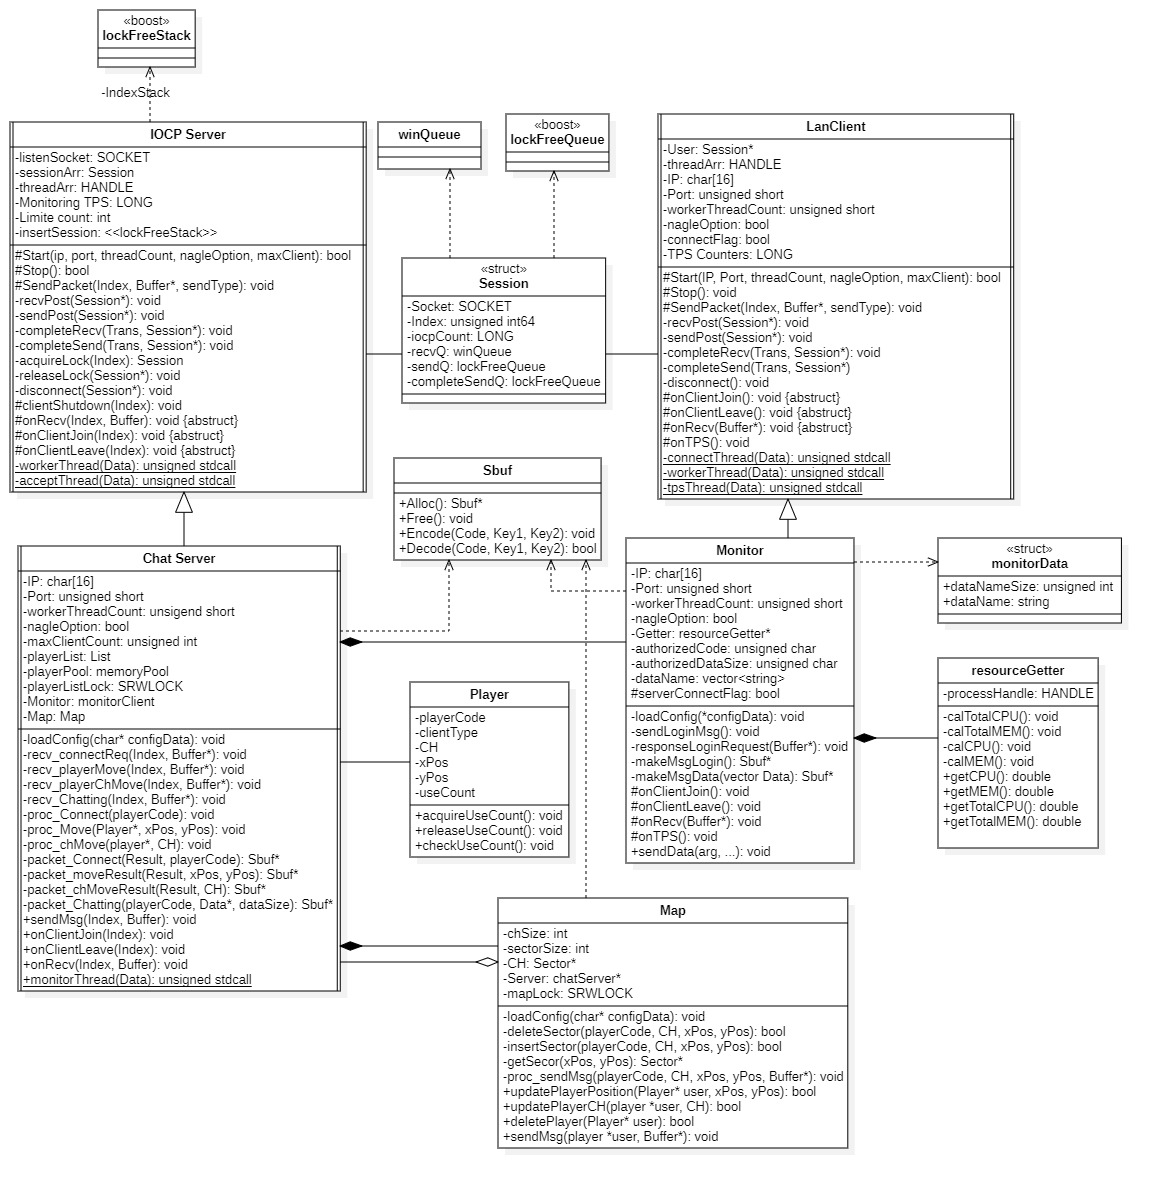 «boost»
lockFreeStack
-IndexStack
IOCP Server
-listenSocket: SOCKET
-sessionArr: Session
-threadArr: HANDLE
-Monitoring TPS: LONG
-Limite count: int
-insertSession: <<lockFreeStack>>
#Start(ip, port, threadCount, nagleOption, maxClient): bool
#Stop(): bool
#SendPacket(Index, Buffer*, sendType): void
-recvPost(Session*): void
-sendPost(Session*): void
-completeRecv(Trans, Session*): void
-completeSend(Trans, Session*): void
-acquireLock(Index): Session
-releaseLock(Session*): void
-disconnect(Session*): void
#clientShutdown(Index): void
#onRecv(Index, Buffer): void {abstruct}
#onClientJoin(Index): void {abstruct}
#onClientLeave(Index): void {abstruct}
-workerThread(Data): unsigned stdcall
-acceptThread(Data): unsigned stdcall
winQueue
«boost»
lockFreeQueue
«struct»
Session
-Socket: SOCKET
-Index: unsigned int64
-iocpCount: LONG
-recvQ: winQueue
-sendQ: lockFreeQueue
-completeSendQ: lockFreeQueue
LanClient
-User: Session*
-threadArr: HANDLE
-IP: char[16]
-Port: unsigned short
-workerThreadCount: unsigned short
-nagleOption: bool
-connectFlag: bool
-TPS Counters: LONG
#Start(IP, Port, threadCount, nagleOption, maxClient): bool
#Stop(): void
#SendPacket(Index, Buffer*, sendType): void
-recvPost(Session*): void
-sendPost(Session*): void
-completeRecv(Trans, Session*): void
-completeSend(Trans, Session*)
-disconnect(): void
#onClientJoin(): void {abstruct}
#onClientLeave(): void {abstruct}
#onRecv(Buffer*): void {abstruct}
#onTPS(): void
-connectThread(Data): unsigned stdcall
-workerThread(Data): unsigned stdcall
-tpsThread(Data): unsigned stdcall
Sbuf
+Alloc(): Sbuf*
+Free(): void
+Encode(Code, Key1, Key2): void
+Decode(Code, Key1, Key2): bool
Chat Server
-IP: char[16]
-Port: unsigned short
-workerThreadCount: unsigend short
-nagleOption: bool
-maxClientCount: unsigned int
-playerList: List
-playerPool: memoryPool
-playerListLock: SRWLOCK
-Monitor: monitorClient
-Map: Map
-loadConfig(char* configData): void
-recv_connectReq(Index, Buffer*): void
-recv_playerMove(Index, Buffer*): void
-recv_playerChMove(Index, Buffer*): void
-recv_Chatting(Index, Buffer*): void
-proc_Connect(playerCode): void
-proc_Move(Player*, xPos, yPos): void
-proc_chMove(player*, CH): void
-packet_Connect(Result, playerCode): Sbuf*
-packet_moveResult(Result, xPos, yPos): Sbuf*
-packet_chMoveResult(Result, CH): Sbuf*
-packet_Chatting(playerCode, Data*, dataSize): Sbuf*
+sendMsg(Index, Buffer): void
+onClientJoin(Index): void
+onClientLeave(Index): void
+onRecv(Index, Buffer): void
+monitorThread(Data): unsigned stdcall
Player
-playerCode
-clientType
-CH
-xPos
-yPos
-useCount
+acquireUseCount(): void
+releaseUseCount(): void
+checkUseCount(): void
Monitor
-IP: char[16]
-Port: unsigned short
-workerThreadCount: unsigned short
-nagleOption: bool
-Getter: resourceGetter*
-authorizedCode: unsigned char
-authorizedDataSize: unsigned char
-dataName: vector<string>
#serverConnectFlag: bool
-loadConfig(*configData): void
-sendLoginMsg(): void
-responseLoginRequest(Buffer*): void
-makeMsgLogin(): Sbuf*
-makeMsgData(vector Data): Sbuf*
#onClientJoin(): void
#onClientLeave(): void
#onRecv(Buffer*): void
#onTPS(): void
+sendData(arg, ...): void
«struct»
monitorData
+dataNameSize: unsigned int
+dataName: string
resourceGetter
-processHandle: HANDLE
-calTotalCPU(): void
-calTotalMEM(): void
-calCPU(): void
-calMEM(): void
+getCPU(): double
+getMEM(): double
+getTotalCPU(): double
+getTotalMEM(): double
Map
-chSize: int
-sectorSize: int
-CH: Sector*
-Server: chatServer*
-mapLock: SRWLOCK
-loadConfig(char* configData): void
-deleteSector(playerCode, CH, xPos, yPos): bool
-insertSector(playerCode, CH, xPos, yPos): bool
-getSecor(xPos, yPos): Sector*
-proc_sendMsg(playerCode, CH, xPos, yPos, Buffer*): void
+updatePlayerPosition(Player* user, xPos, yPos): bool
+updatePlayerCH(player *user, CH): bool
+deletePlayer(Player* user): bool
+sendMsg(player *user, Buffer*): void